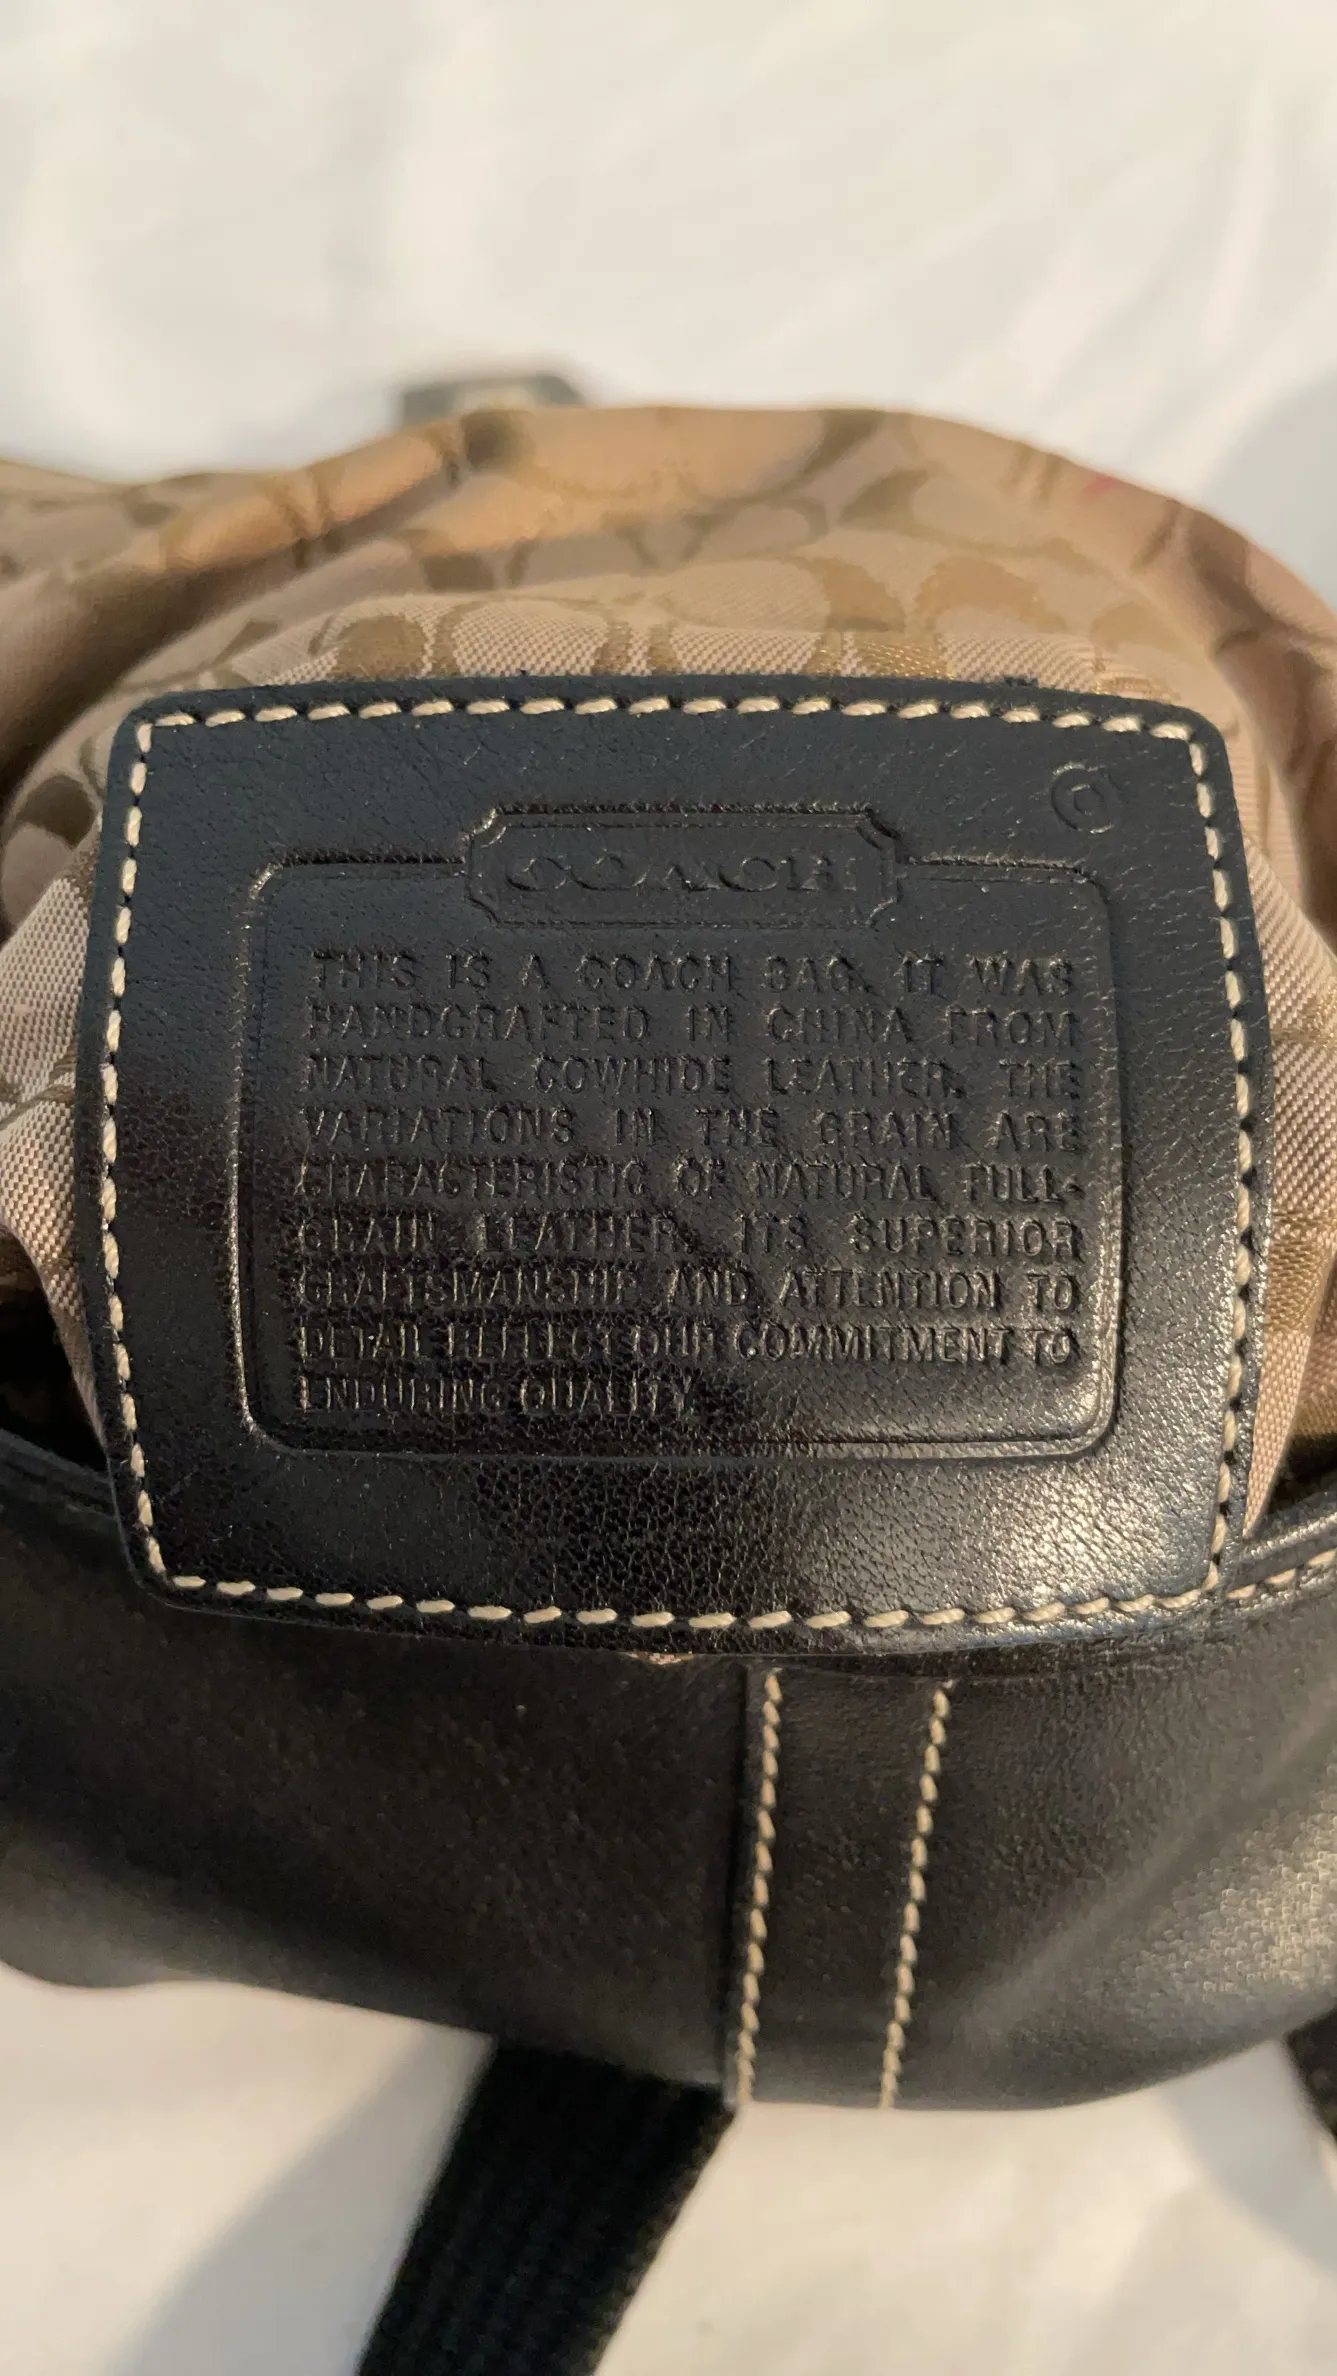 COACH
THIS IS A COACH BAG. IT WAS
HANDCRAFTED IN CHINA FROM
NATURAL COWHIDE LEATHER. THE
VARIATIONS IN THE GRAIN ARE
CHARACTERISTIC OF NATURAL FULL-
GRAIN LEATHER. ITS SUPERIOR
CRAFTSMANSHIP AND ATTENTION TO
DETAIL REFLECT OUR COMMITMENT TO
ENDURING QUALITY.